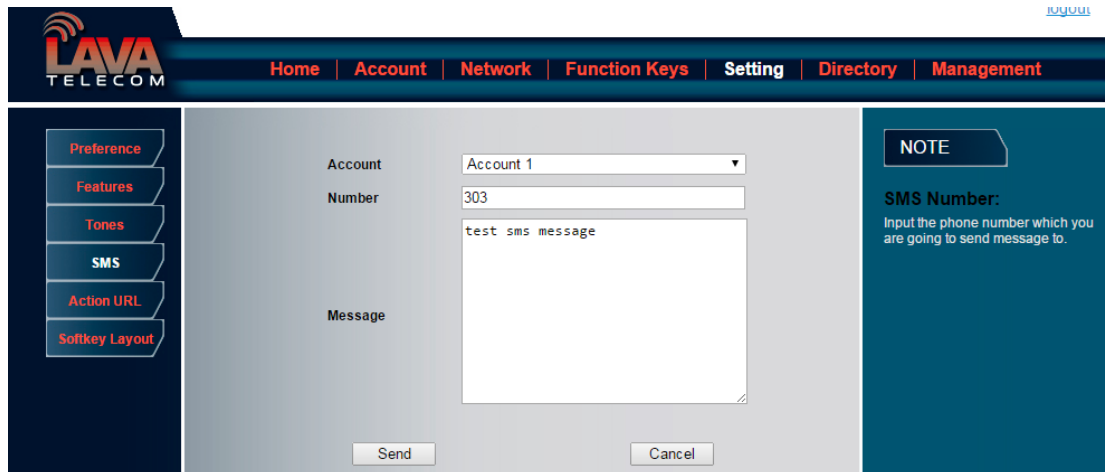 logout
LAVA
TELECOM
Home | Account | Network | Function Keys | Setting | Directory | Management
Preference
Features
Tones
SMS
Action URL
Softkey Layout
Account
Account 1
Number
303
Message
test sms message
Send
Cancel
NOTE
SMS Number:
Input the phone number which you
are going to send message to.